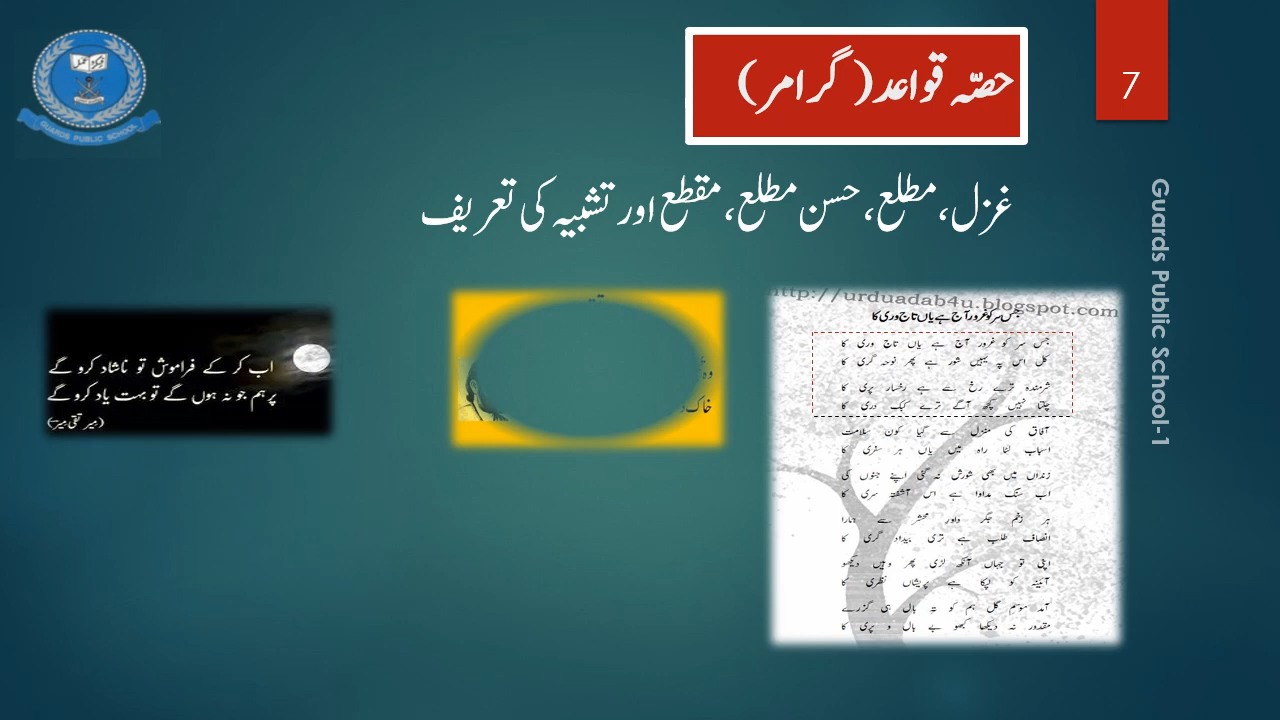 حصّہ قواعد (گرامر)
7
غزل، مطلع، حسن مطلع، مقطع اور تشبیہ کی تعریف
Guards Public School-1
GUARDS PUBLIC SCHOOL
http://urduadab4u.blogspot.com
جس سر کو غرور آج ہے یاں تاج وری کا
جس سر کو غرور آج ہے یاں تاج وری کا
کل اس پہ یہیں شور ہے پھر نوحہ گری کا
شرمندہ ترے رخ سے ہے رخسار پری کا
چلتا نہیں کچھ آگے ترے کبک دری کا
آفاق کی منزل سے گیا کون سلامت
اسباب لٹا راہ میں یاں ہر سفری کا
زنداں میں بھی شورش نہ گئی اپنے جنوں کی
اب سنگ مداوا ہے اس آشفتہ سری کا
ہر زخم جگر داور محشر سے ہمارا
انصاف طلب ہے تری بیداد گری کا
اپنی تو جہاں آنکھ لڑی پھر وہیں دیکھو
آئینہ کو لپکا ہے پریشاں نظری کا
آمد موسم گل ہم کو تہ بال ہی گزرے
مقدور نہ دیکھا کبھو بے بال و پری کا
وہ
خاک
اب کر کے فراموش تو ناشاد کرو گے
پر ہم جو نہ ہوں گے تو بہت یاد کرو گے
(میر تقی میر)